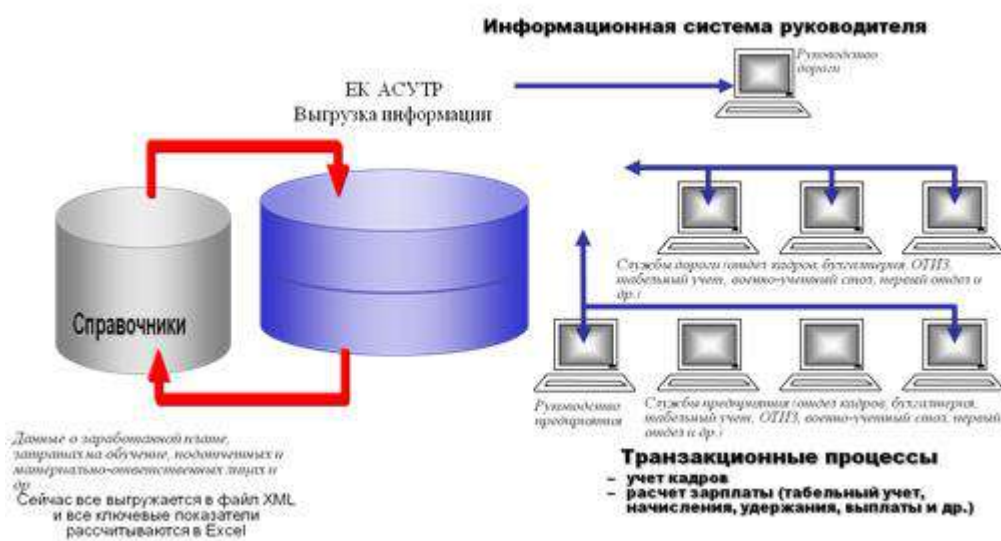 Информационная система руководителя
Руководство
дороги
ЕК АСУТР
Выгрузка информации
Службы дороги (отдел кадров, бухгалтерия, ОТИЗ,
табельный учет, военно-учетный стол, первый отдел и
др.)
Справочники
Руководство
предприятия
Службы предприятия (отдел кадров, бухгалтерия,
табельный учет, ОТИЗ, военно-учетный стол, первый
отдел и др.)
Данные о заработанной плате,
затратах на обучение, подотчетных и
материально-ответственных лицах и
др
Сейчас все выгружается в файл XML
и все ключевые показатели
рассчитываются в Excel
Транзакционные процессы
– учет кадров
– расчет зарплаты (табельный учет,
начисления, удержания, выплаты и др.)